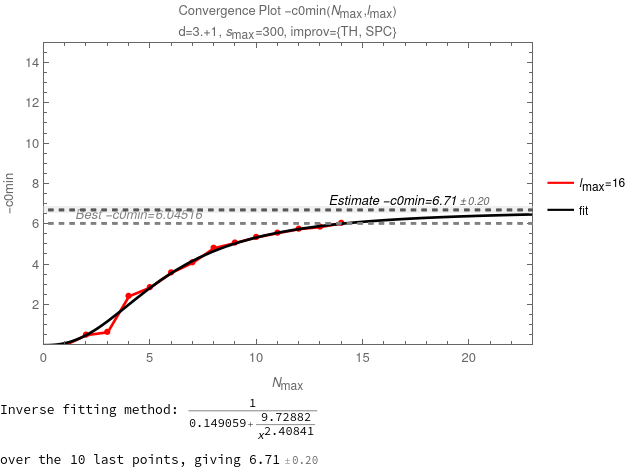 Convergence Plot −c0min(Nmax,lmax)
d=3.+1, smax=300, improv={TH, SPC}
14
12
10
8
6
4
2
−c0min
Estimate −c0min=6.71 ±0.20
Best −c0min=6.04516
lmax=16
fit
0 5 10 15 20
Nmax
Inverse fitting method: 1
0.149059+ 9.72882
x^2.40841
over the 10 last points, giving 6.71 ±0.20